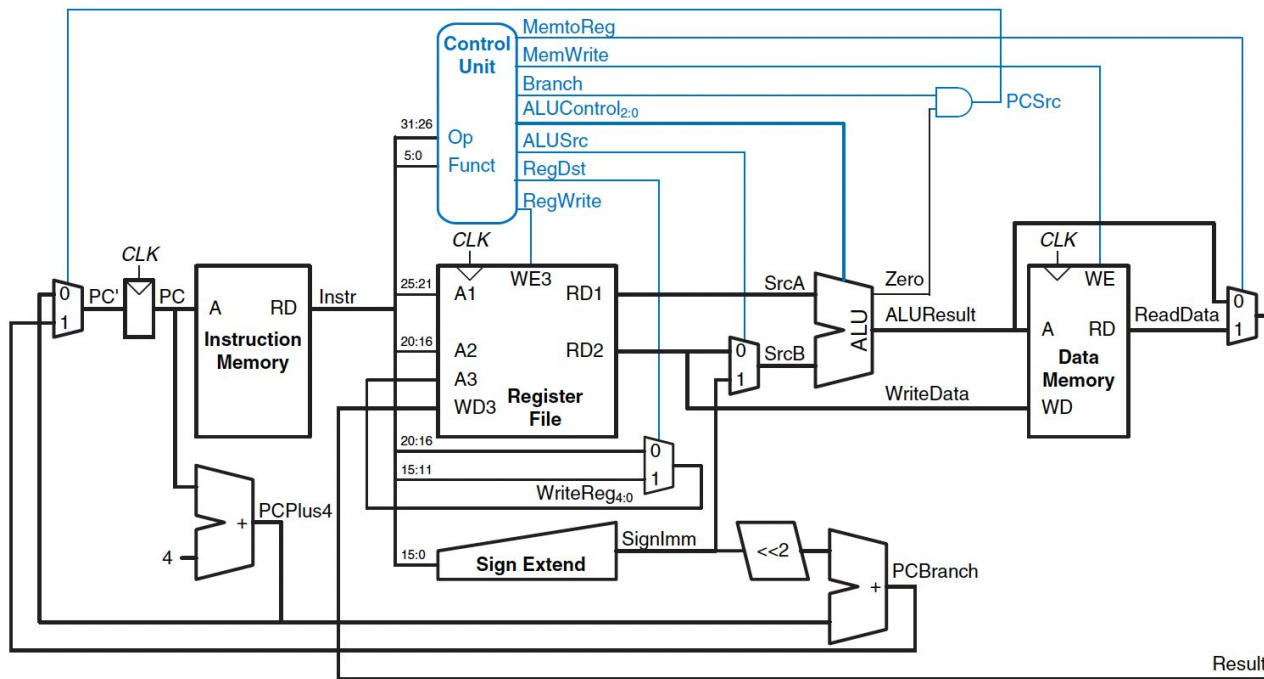 MemtoReg
Control
Unit
MemWrite
Branch
ALUControl2:0
PCSrc
31:26
Op
ALUSrc
5:0
Funct
RegDst
RegWrite
CLK
CLK
CLK
0
1
PC'
PC
A
RD
Instruction
Memory
Instr
25:21
A1
WE3
RD1
20:16
A2
RD2
A3
WD3
Register
File
SrcA
0
1
SrcB
ALU
Zero
ALUResult
WriteData
WE
A
RD
Data
Memory
WD
ReadData
0
1
20:16
15:11
0
1
WriteReg4:0
PCPlus4
+
4
15:0
Sign Extend
SignImm
<<2
+
PCBranch
Result